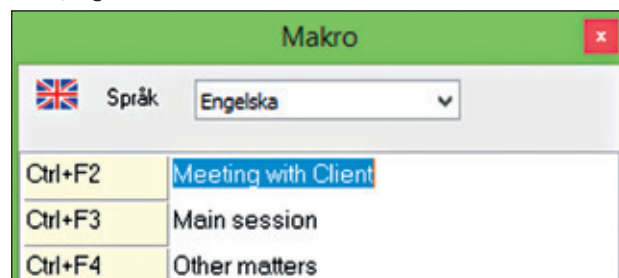 Makro
x
Språk Engelska
Ctrl+F2 Meeting with Client
Ctrl+F3 Main session
Ctrl+F4 Other matters